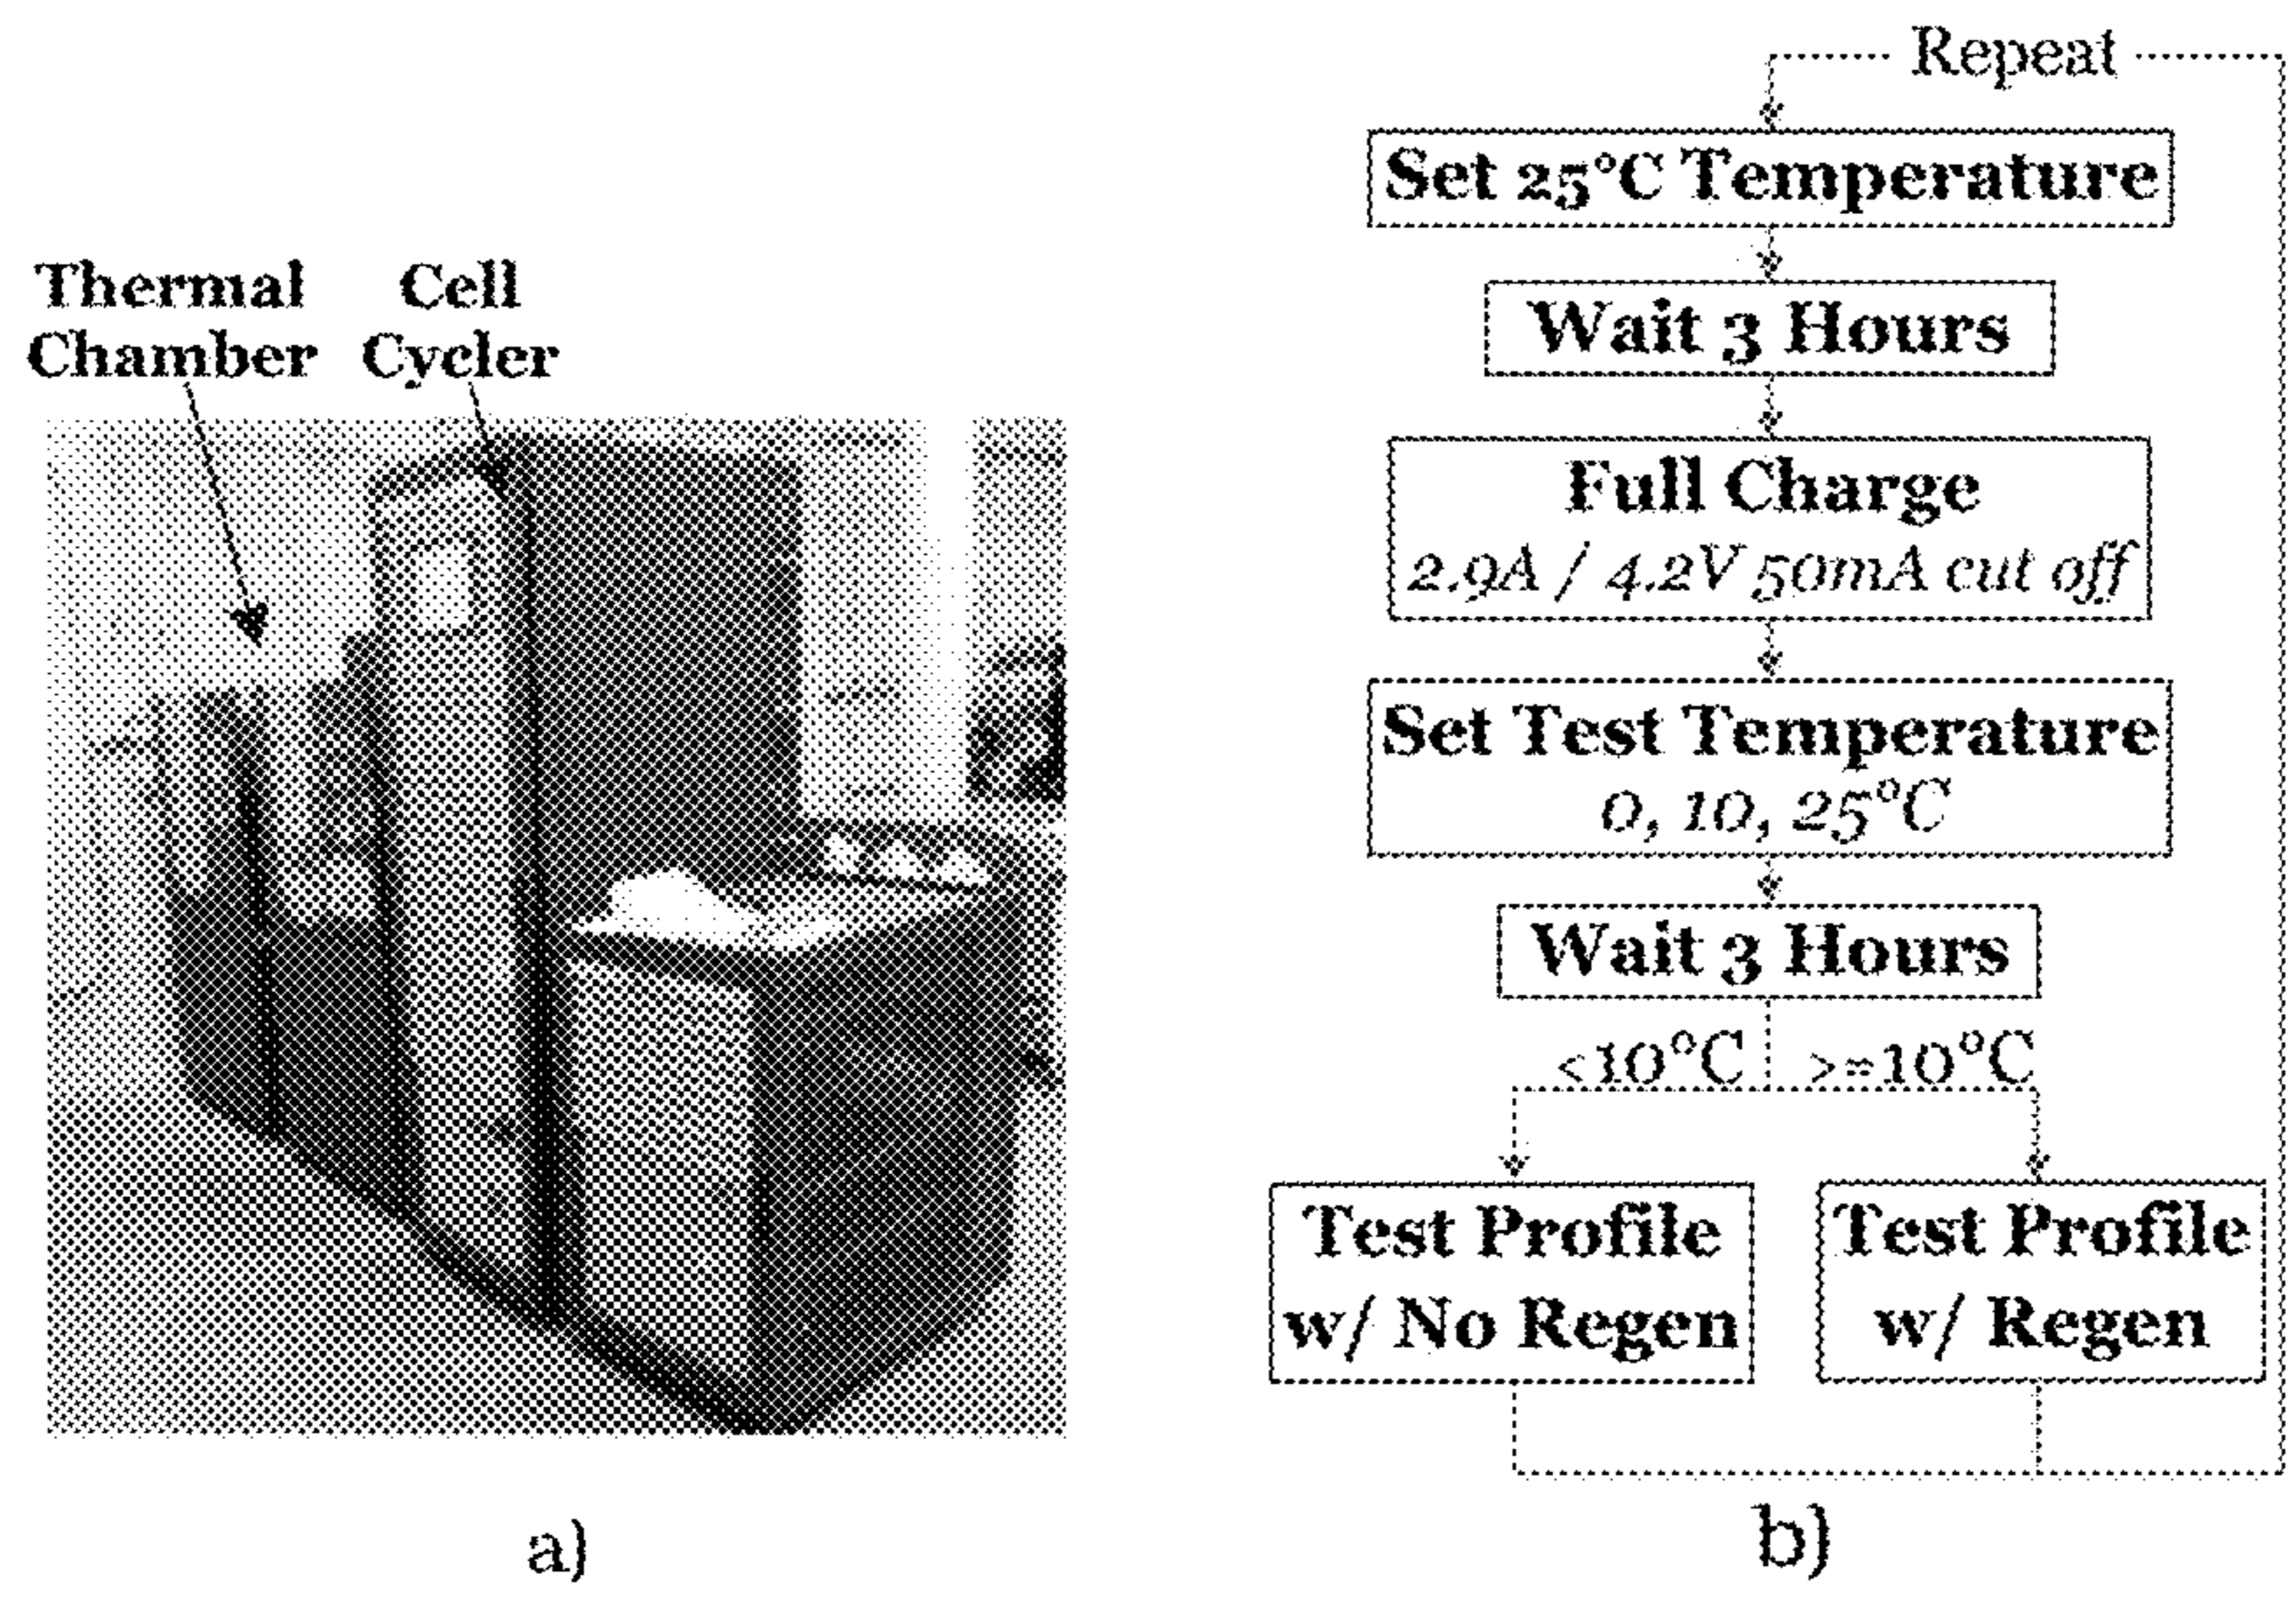 Thermal
Chamber
Cell
Cycler
a)
Repeat
Set 25°C Temperature
Wait 3 Hours
Full Charge
2.9A / 4.2V 50mA cut off
Set Test Temperature
0, 10, 25°C
Wait 3 Hours
<10°C >=10°C
Test Profile
w/ No Regen
Test Profile
w/ Regen
b)